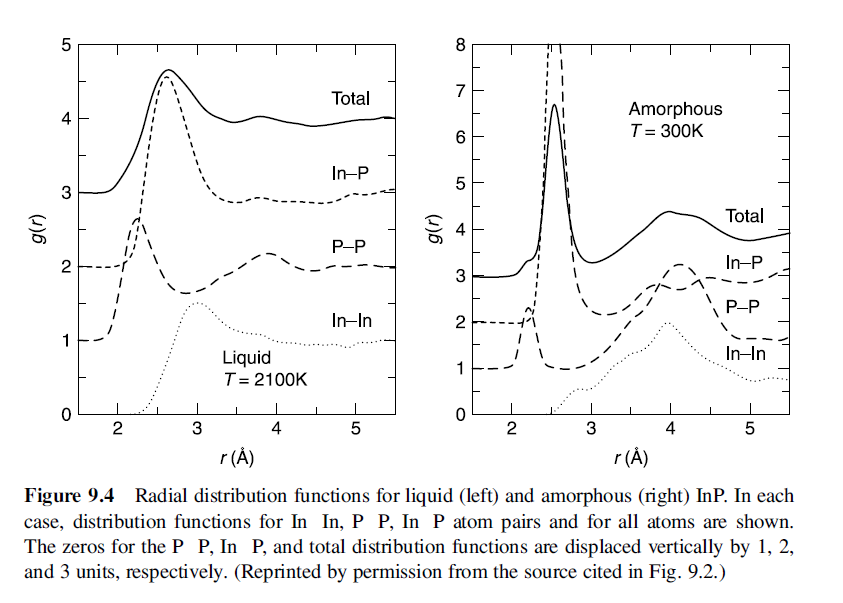 5
4
3
2
1
0
g(r)
Total
In–P
P–P
In–In
Liquid
T = 2100K
2
3
4
5
r (Å)
8
7
6
5
4
3
2
1
0
g(r)
Amorphous
T = 300K
Total
In–P
P–P
In–In
2
3
4
5
r (Å)
Figure 9.4 Radial distribution functions for liquid (left) and amorphous (right) InP. In each
case, distribution functions for In In, P P, In P atom pairs and for all atoms are shown.
The zeros for the P P, In P, and total distribution functions are displaced vertically by 1, 2,
and 3 units, respectively. (Reprinted by permission from the source cited in Fig. 9.2.)